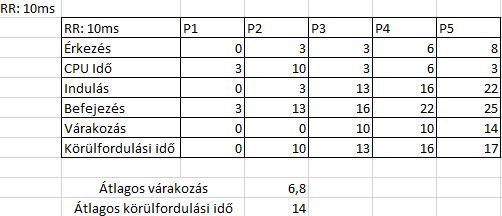 RR: 10ms
RR: 10ms P1 P2 P3 P4 P5
Érkezés 0 3 3 6 8
CPU Idő 3 10 3 6 3
Indulás 0 3 13 16 22
Befejezés 3 13 16 22 25
Várakozás 0 0 10 10 14
Körülfordulási idő 0 10 13 16 17
Átlagos várakozás 6,8
Átlagos körülfordulási idő 14